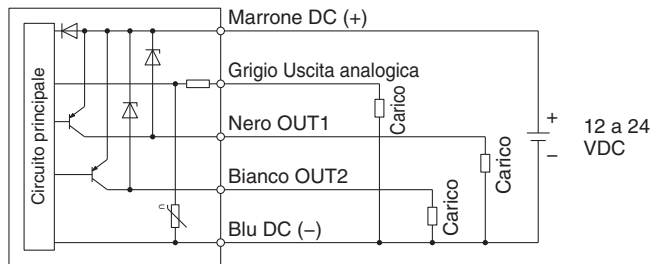 Marrone DC (+)
Grigio Uscita analogica
Nero OUT1
Bianco OUT2
Blu DC (−)
Circuito principale
Carico
Carico
Carico
+
−
12 a 24
VDC